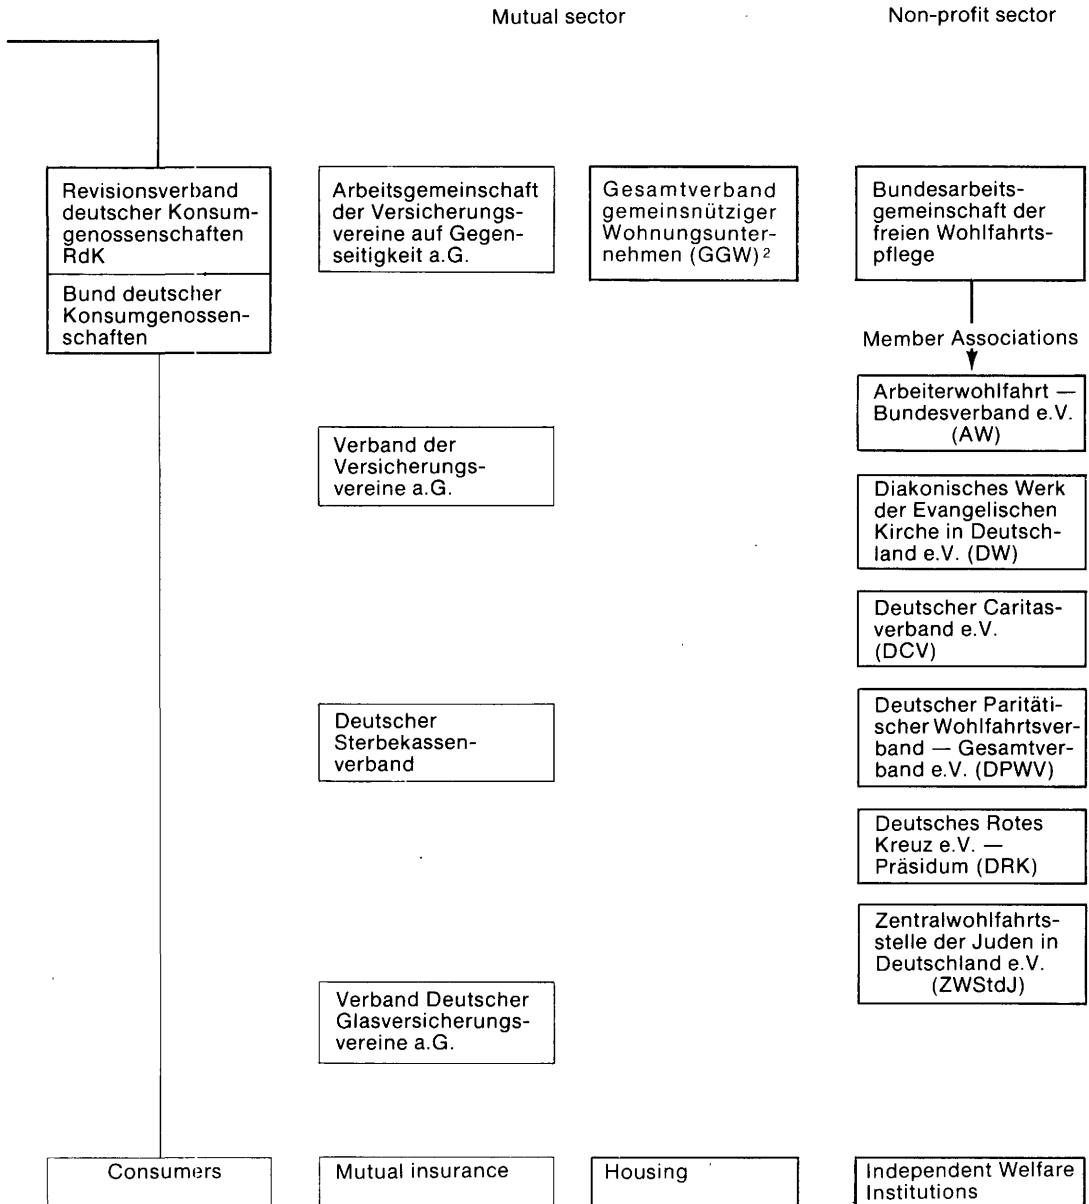 Mutual sector
Non-profit sector
Revisionsverband
deutscher Konsum-
genossenschaften
RdK
Bund deutscher
Konsumgenossen-
schaften
Consumers
Arbeitsgemeinschaft
der Versicherungs-
vereine auf Gegen-
seitigkeit a.G.
Verband der
Versicherungs-
vereine a.G.
Deutscher
Sterbekassen-
verband
Verband Deutscher
Glasversicherungs-
vereine a.G.
Mutual insurance
Gesamtverband
gemeinsnütziger
Wohnungsunter-
nehmen (GGW)²
Housing
Bundesarbeits-
gemeinschaft der
freien Wohlfahrts-
pflege
Member Associations
Arbeiterwohlfahrt —
Bundesverband e.V.
(AW)
Diakonisches Werk
der Evangelischen
Kirche in Deutsch-
land e.V. (DW)
Deutscher Caritas-
verband e.V.
(DCV)
Deutscher Paritäti-
scher Wohlfahrtsver-
band — Gesamtver-
band e.V. (DPWV)
Deutsches Rotes
Kreuz e.V. —
Präsidum (DRK)
Zentralwohlfahrts-
stelle der Juden in
Deutschland e.V.
(ZWStdJ)
Independent Welfare
Institutions